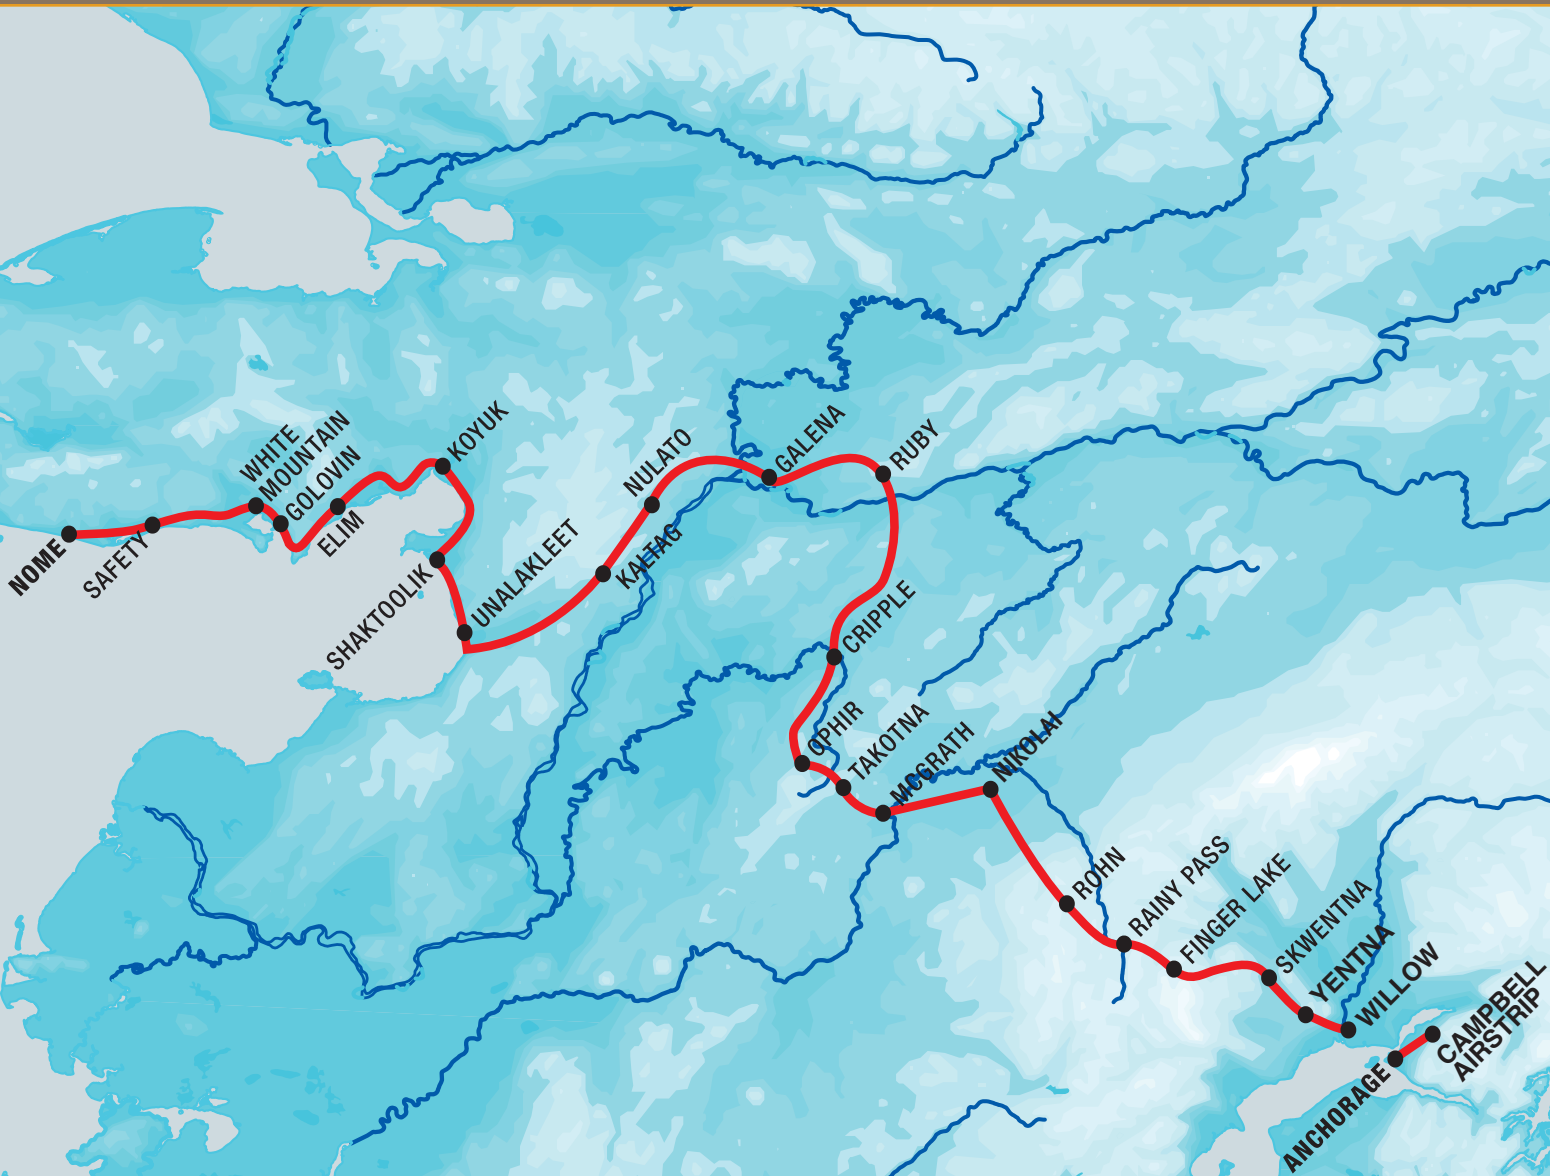 NOME
SAFETY
WHITE
MOUNTAIN
GOLOVIN
ELIM
KOYUK
SHAKTOOLIK
UNALAKLEET
KALTAG
NULATO
GALENA
RUBY
CRIPPLE
OPHIR
TAKOTNA
MCGRATH
NIKOLAI
ROHN
RAINY PASS
FINGER LAKE
SKWENTNA
YENTNA
WILLOW
CAMPBELL
AIRSTRIP
ANCHORAGE